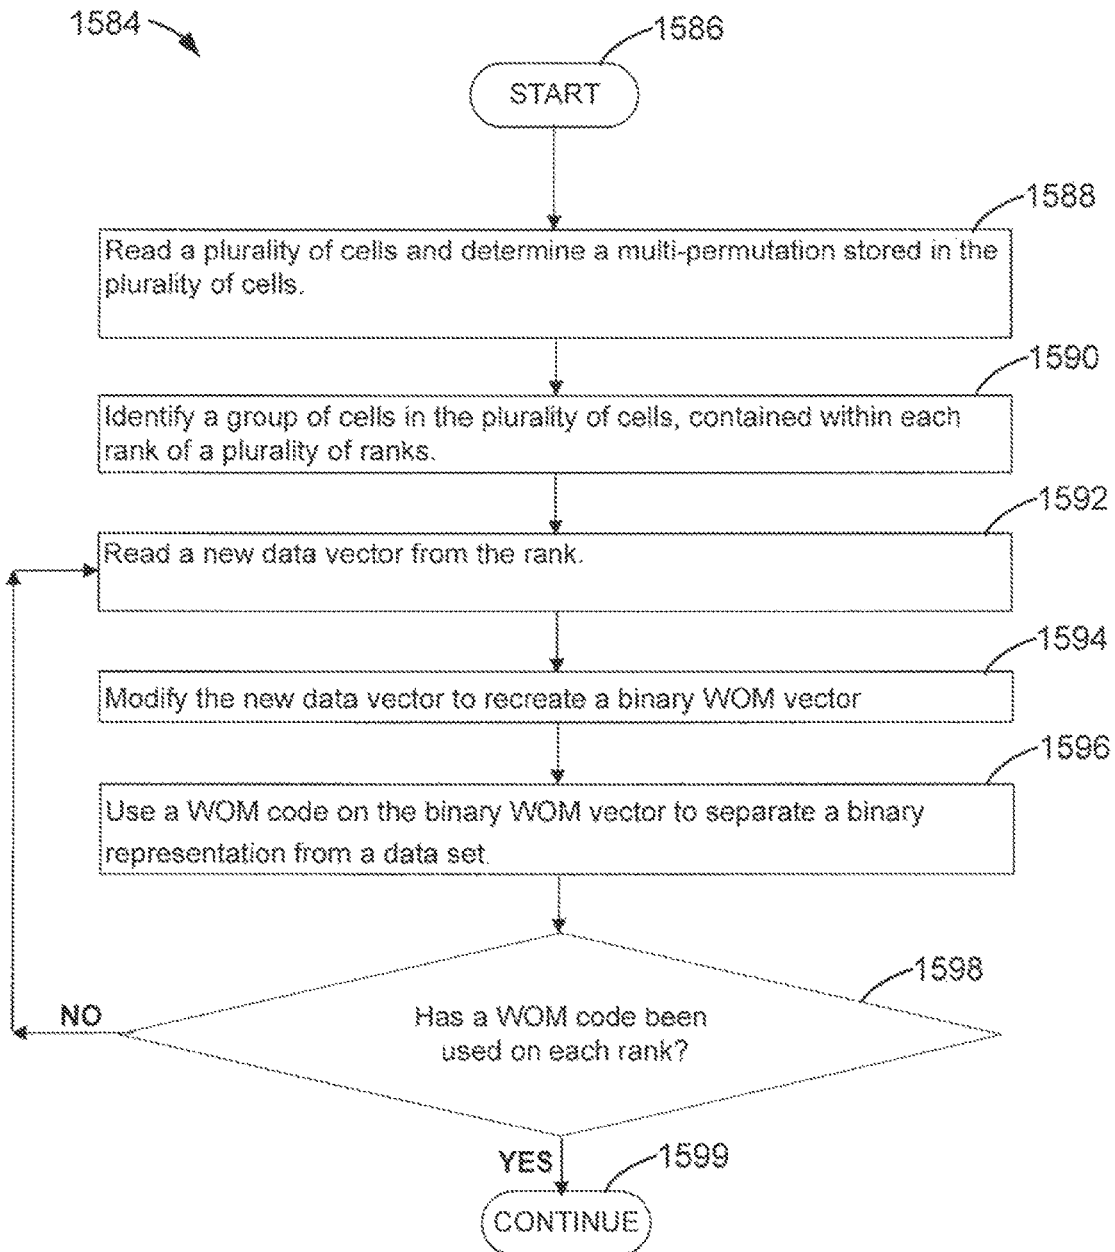 1584
1586
START
1588
Read a plurality of cells and determine a multi-permutation stored in the
plurality of cells.
1590
Identify a group of cells in the plurality of cells, contained within each
rank of a plurality of ranks.
1592
Read a new data vector from the rank.
1594
Modify the new data vector to recreate a binary WOM vector
1596
Use a WOM code on the binary WOM vector to separate a binary
representation from a data set.
1598
Has a WOM code been
used on each rank?
NO
YES
1599
CONTINUE